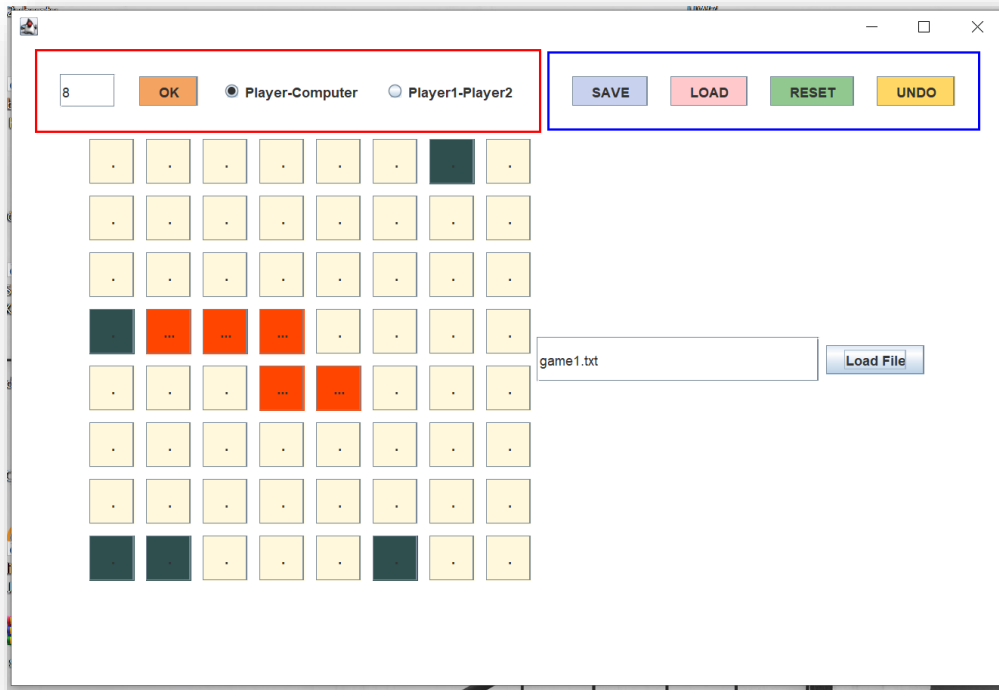 8 OK Player-Computer Player1-Player2 SAVE LOAD RESET UNDO
. . . . . . . .
. . . . . . . .
. . . . . . . .
. ... ... ... . . . .
. . . ... ... . . .
game1.txt Load File
. . . . . . . .
. . . . . . . .
. . . . . . . .